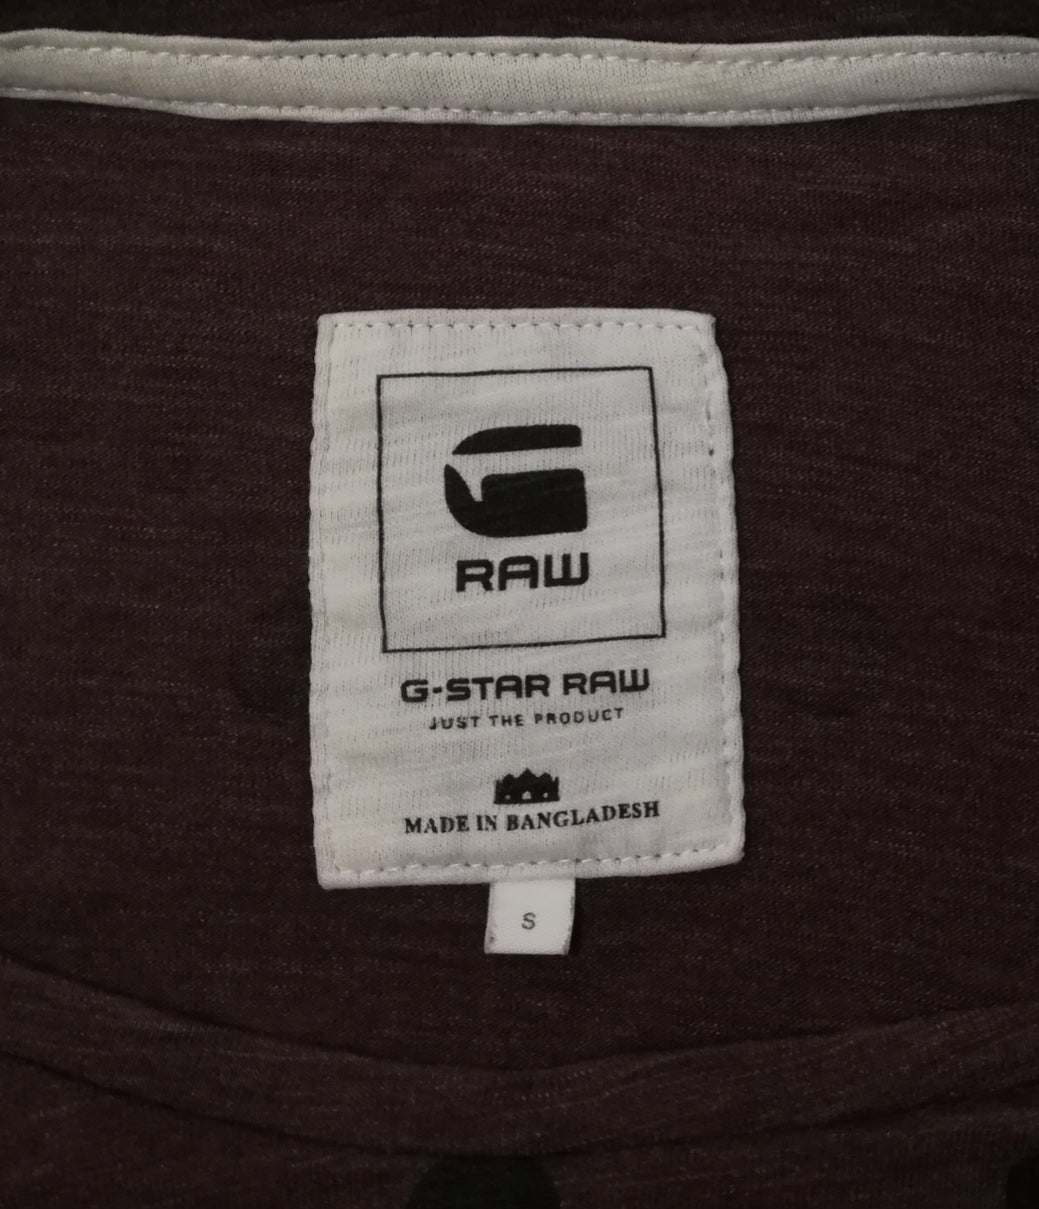 G
RAW
G-STAR RAW
JUST THE PRODUCT
MADE IN BANGLADESH
S